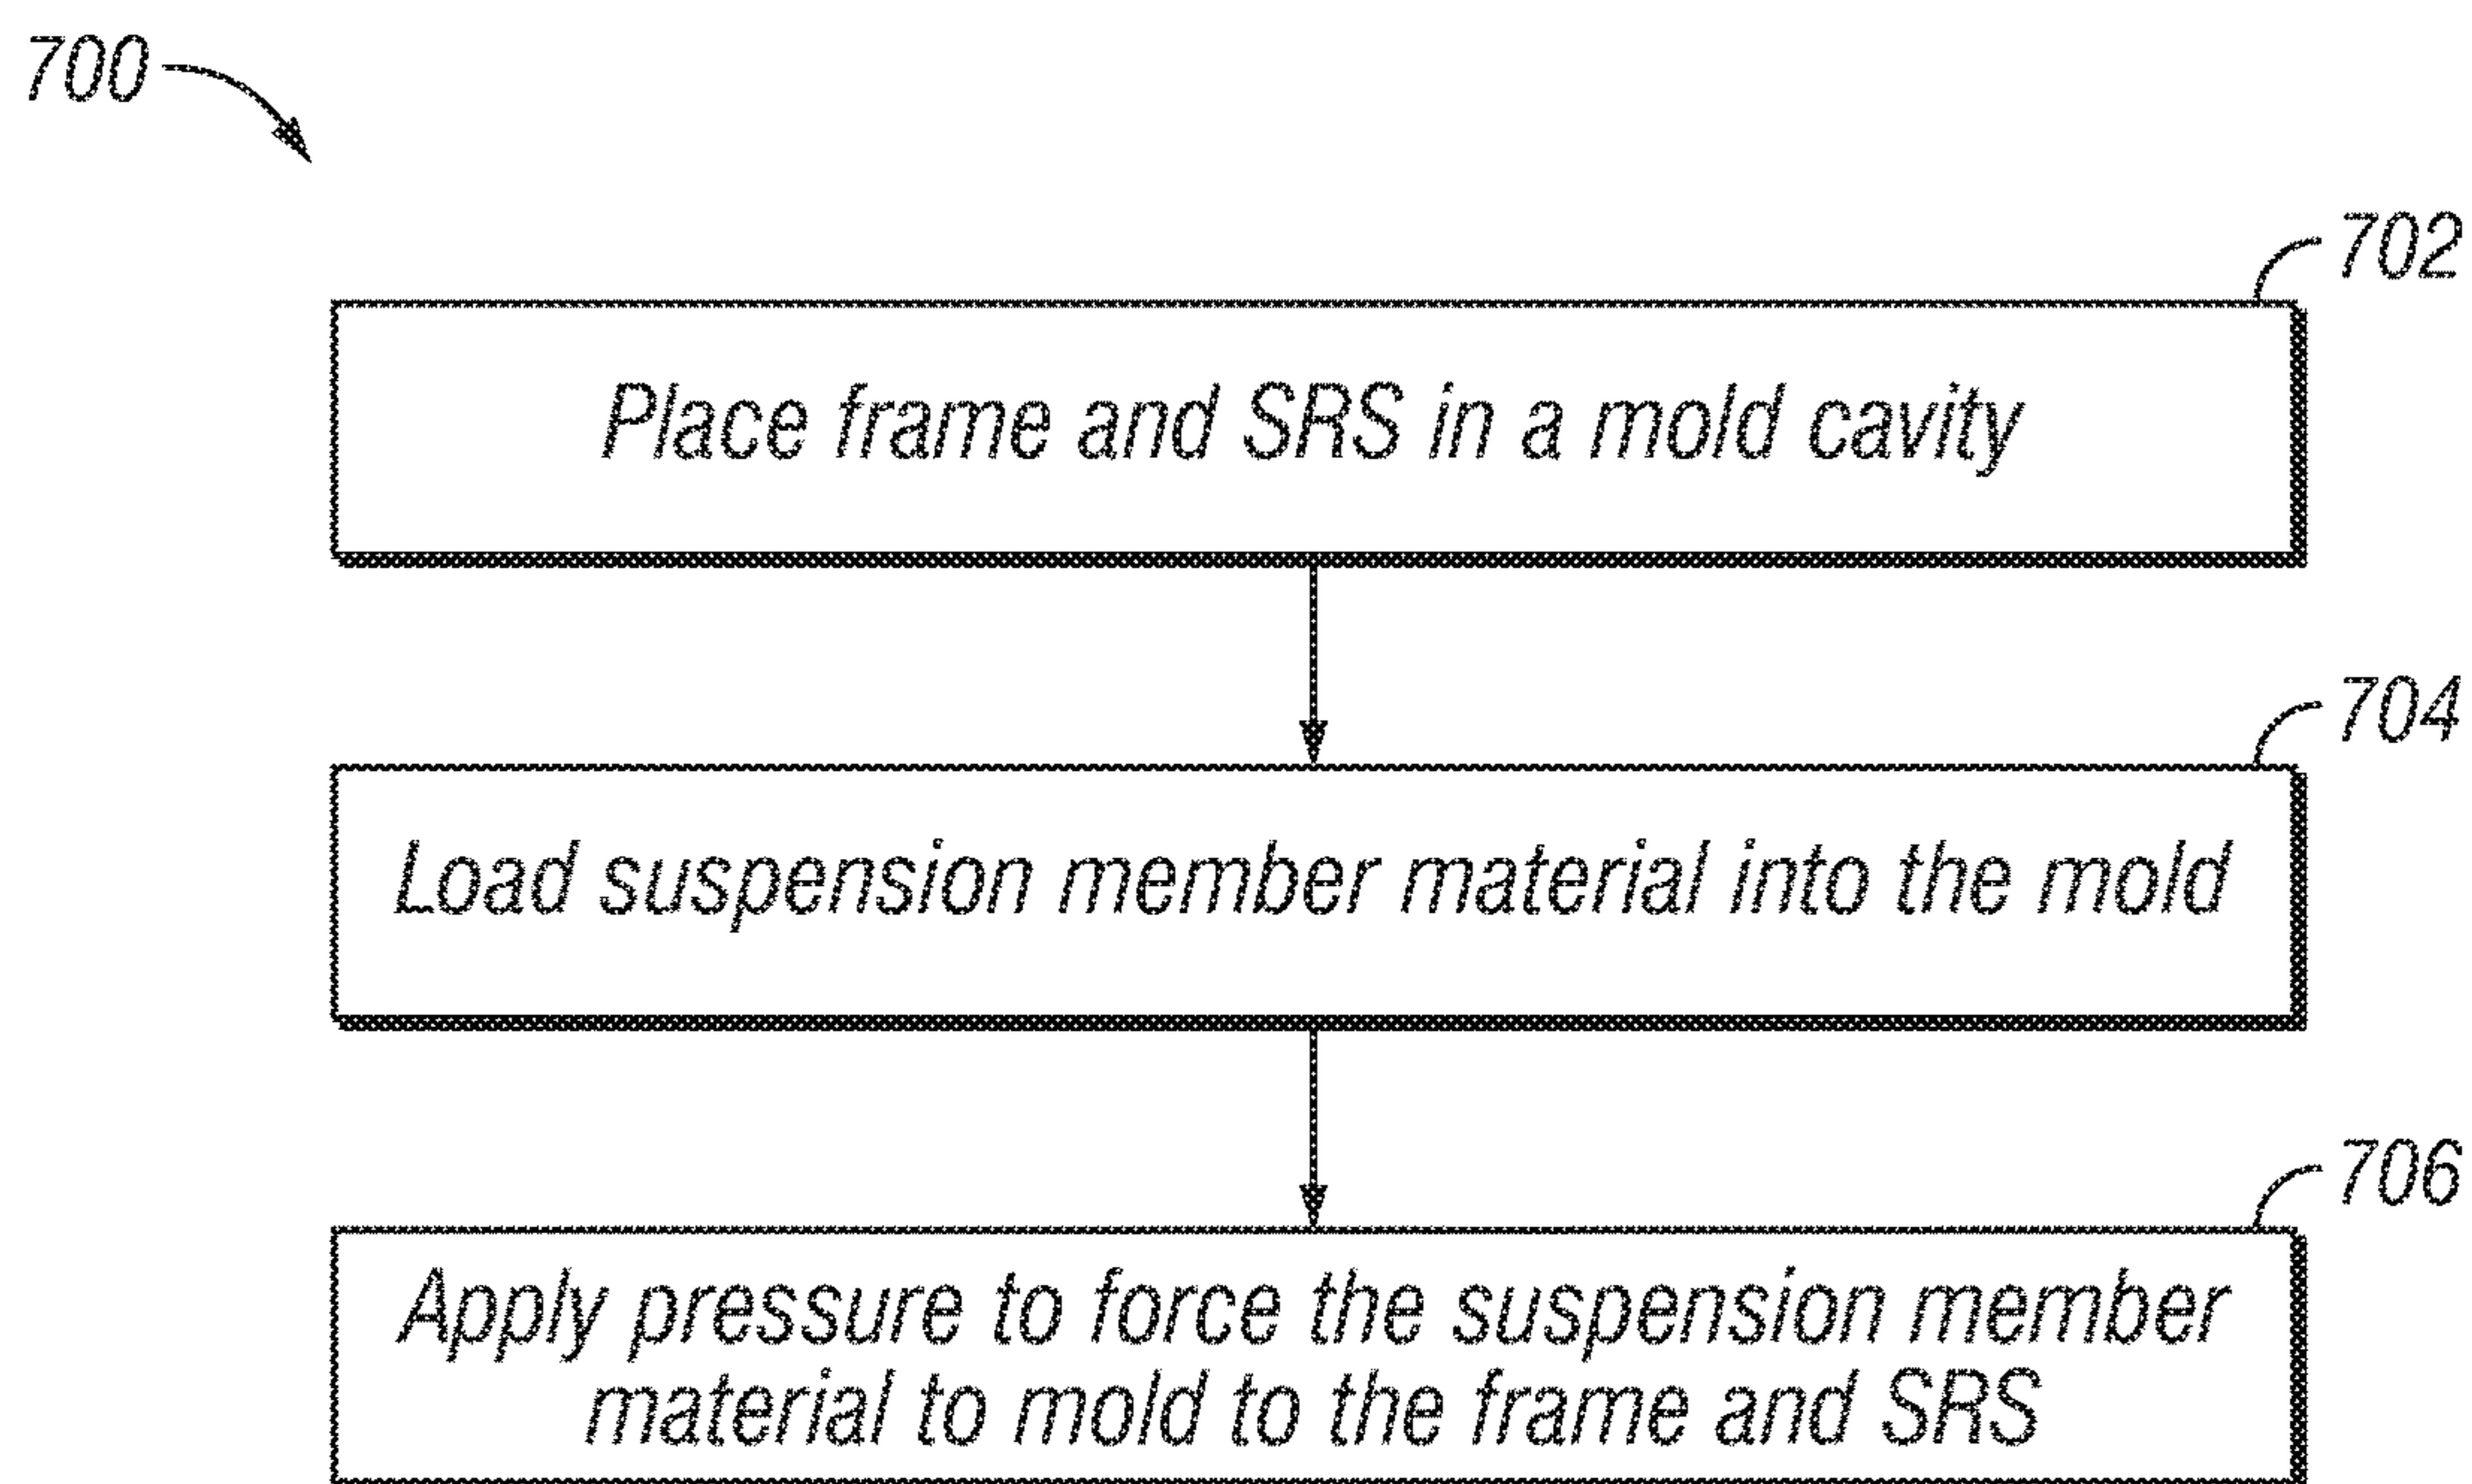 700
702
Place frame and SRS in a mold cavity
704
Load suspension member material into the mold
706
Apply pressure to force the suspension member
material to mold to the frame and SRS